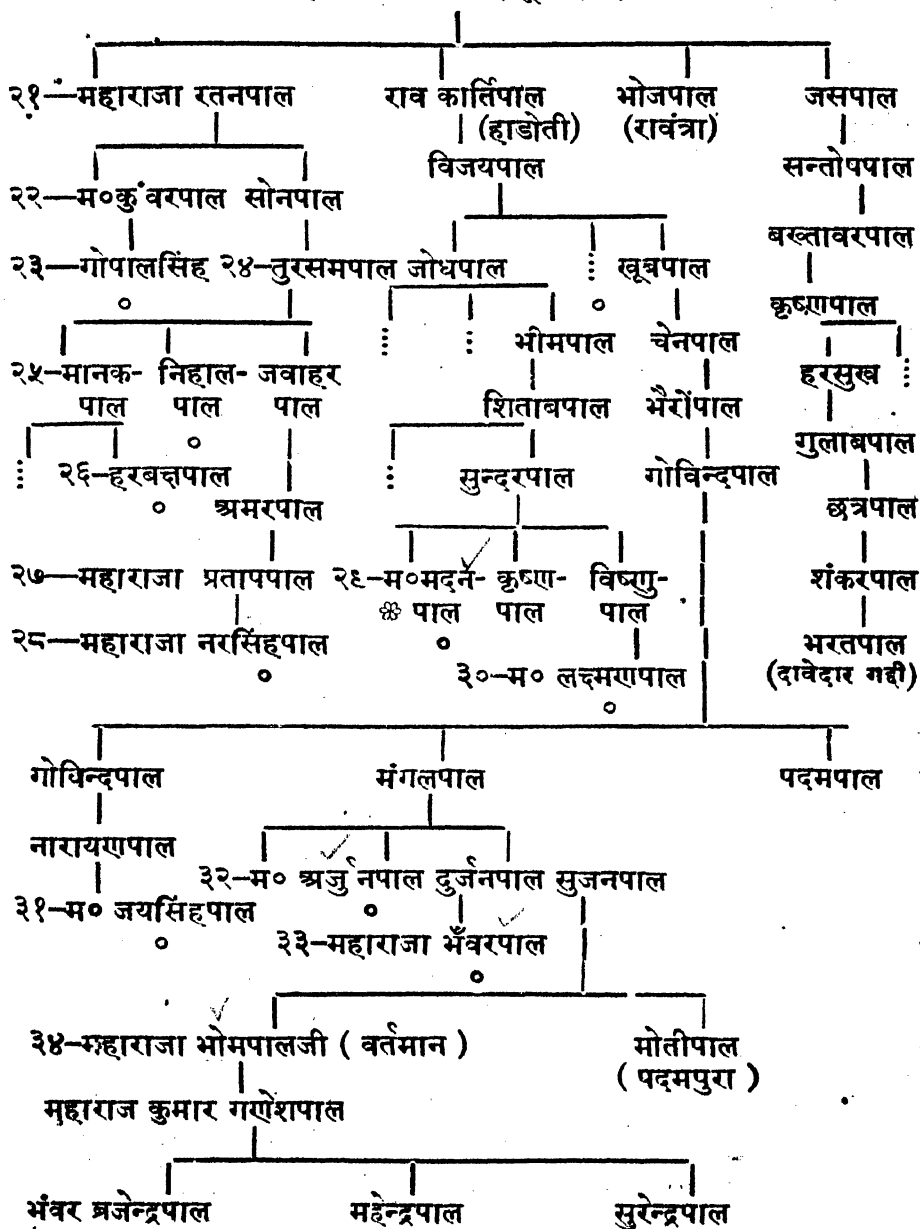 २१—महाराजा रतनपाल राव कार्तिपाल भोजपाल जसपाल
(हाडोती) (रावंत्रा)
विजयपाल सन्तोषपाल
२२—म०कुंवरपाल सोनपाल
बख्तावरपाल
२३—गोपालसिंह २४-तुरसमपाल जोधपाल खूबपाल
कृष्णपाल
भीमपाल चेनपाल
२५-मानक- निहाल- जवाहर हरसुख
पाल पाल पाल शिताबपाल भैरोंपाल
गुलाबपाल
२६-हरबक्षपाल सुन्दरपाल गोविन्दपाल
अमरपाल छत्रपाल
२७—महाराजा प्रतापपाल २९-म०मदन- कृष्ण- विष्णु- शंकरपाल
❀ पाल पाल पाल
२८—महाराजा नरसिंहपाल भरतपाल
३०-म० लक्ष्मणपाल (दावेदार गद्दी)
गोविन्दपाल मंगलपाल पदमपाल
नारायणपाल
३२-म० अर्जुनपाल दुर्जनपाल सुजनपाल
३१-म० जयसिंहपाल
३३-महाराजा भँवरपाल
३४-महाराजा भोमपालजी ( वर्तमान ) मोतीपाल
( पदमपुरा )
महाराज कुमार गणेशपाल
भंवर ब्रजेन्द्रपाल महेन्द्रपाल सुरेन्द्रपाल